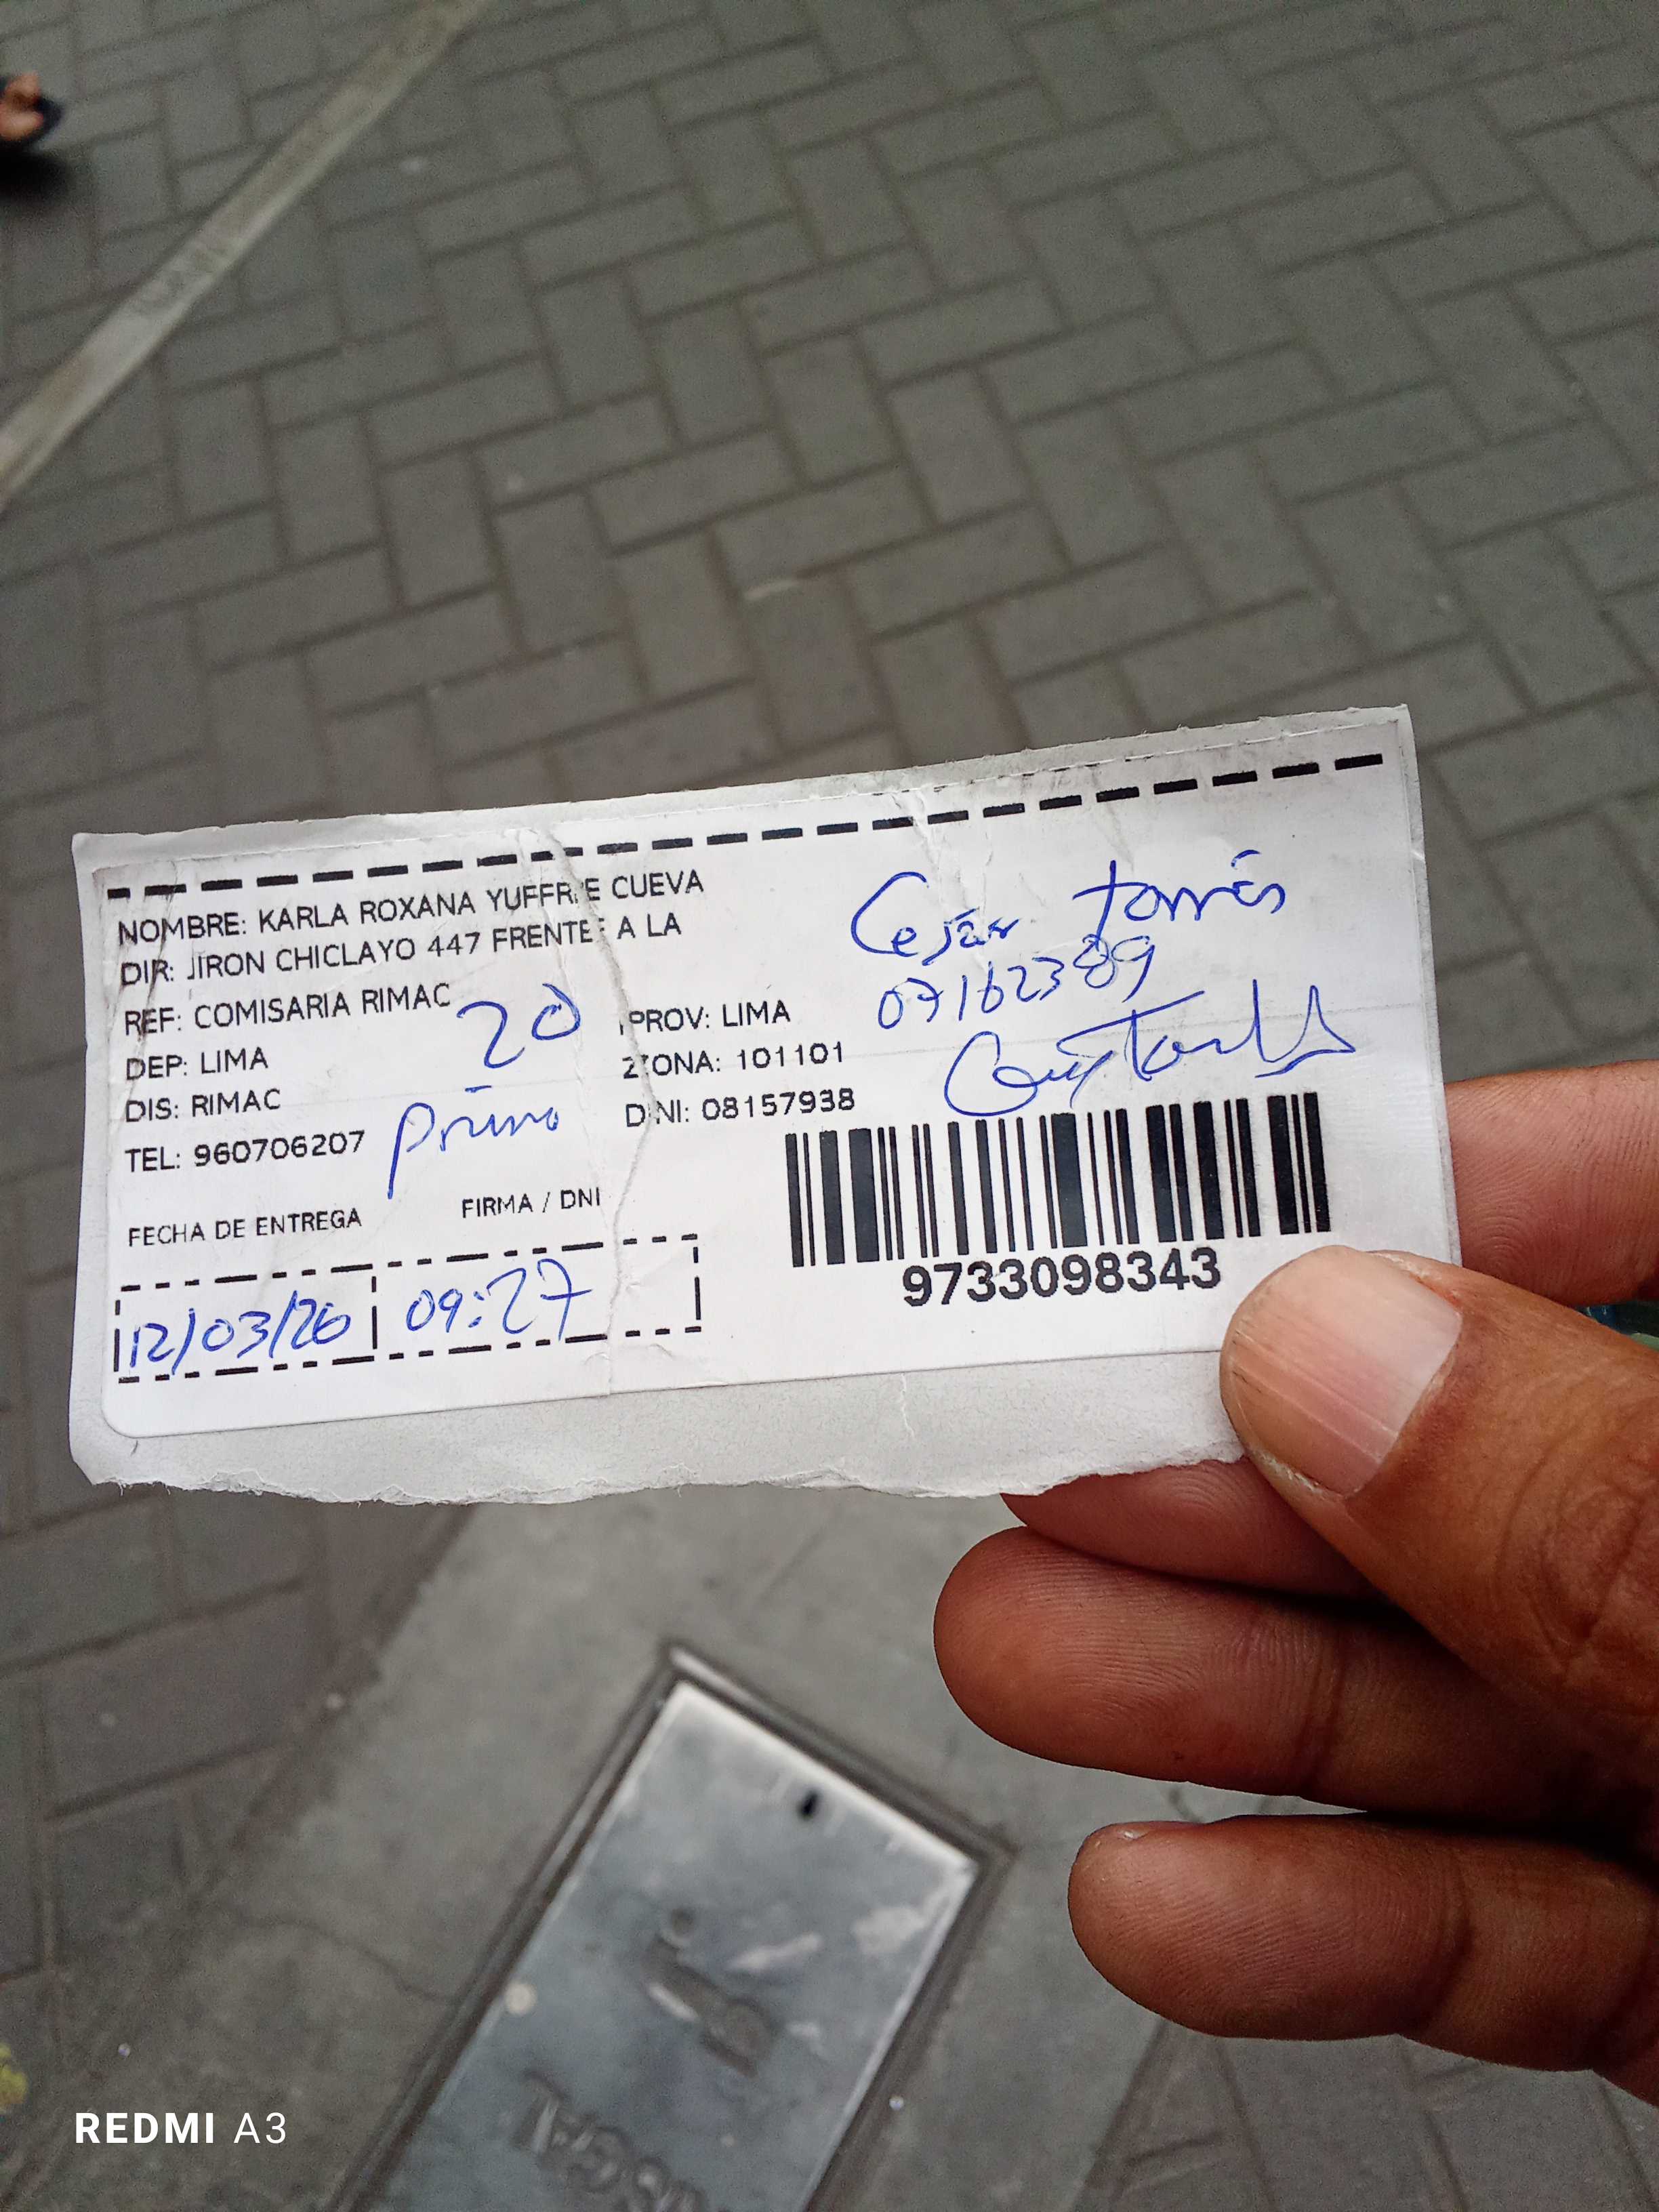 NOMBRE: KARLA ROXANA YUFFRE CUEVA
DIR: JIRON CHICLAYO 447 FRENTE A LA
REF: COMISARIA RIMAC
20
PROV: LIMA
DEP: LIMA
ZONA: 101101
DIS: RIMAC
DNI: 08157938
TEL: 960706207
Primo
FECHA DE ENTREGA
FIRMA / DNI
12/03/26
09:27
Cesar Torres
07162389
9733098343
REDMI A3